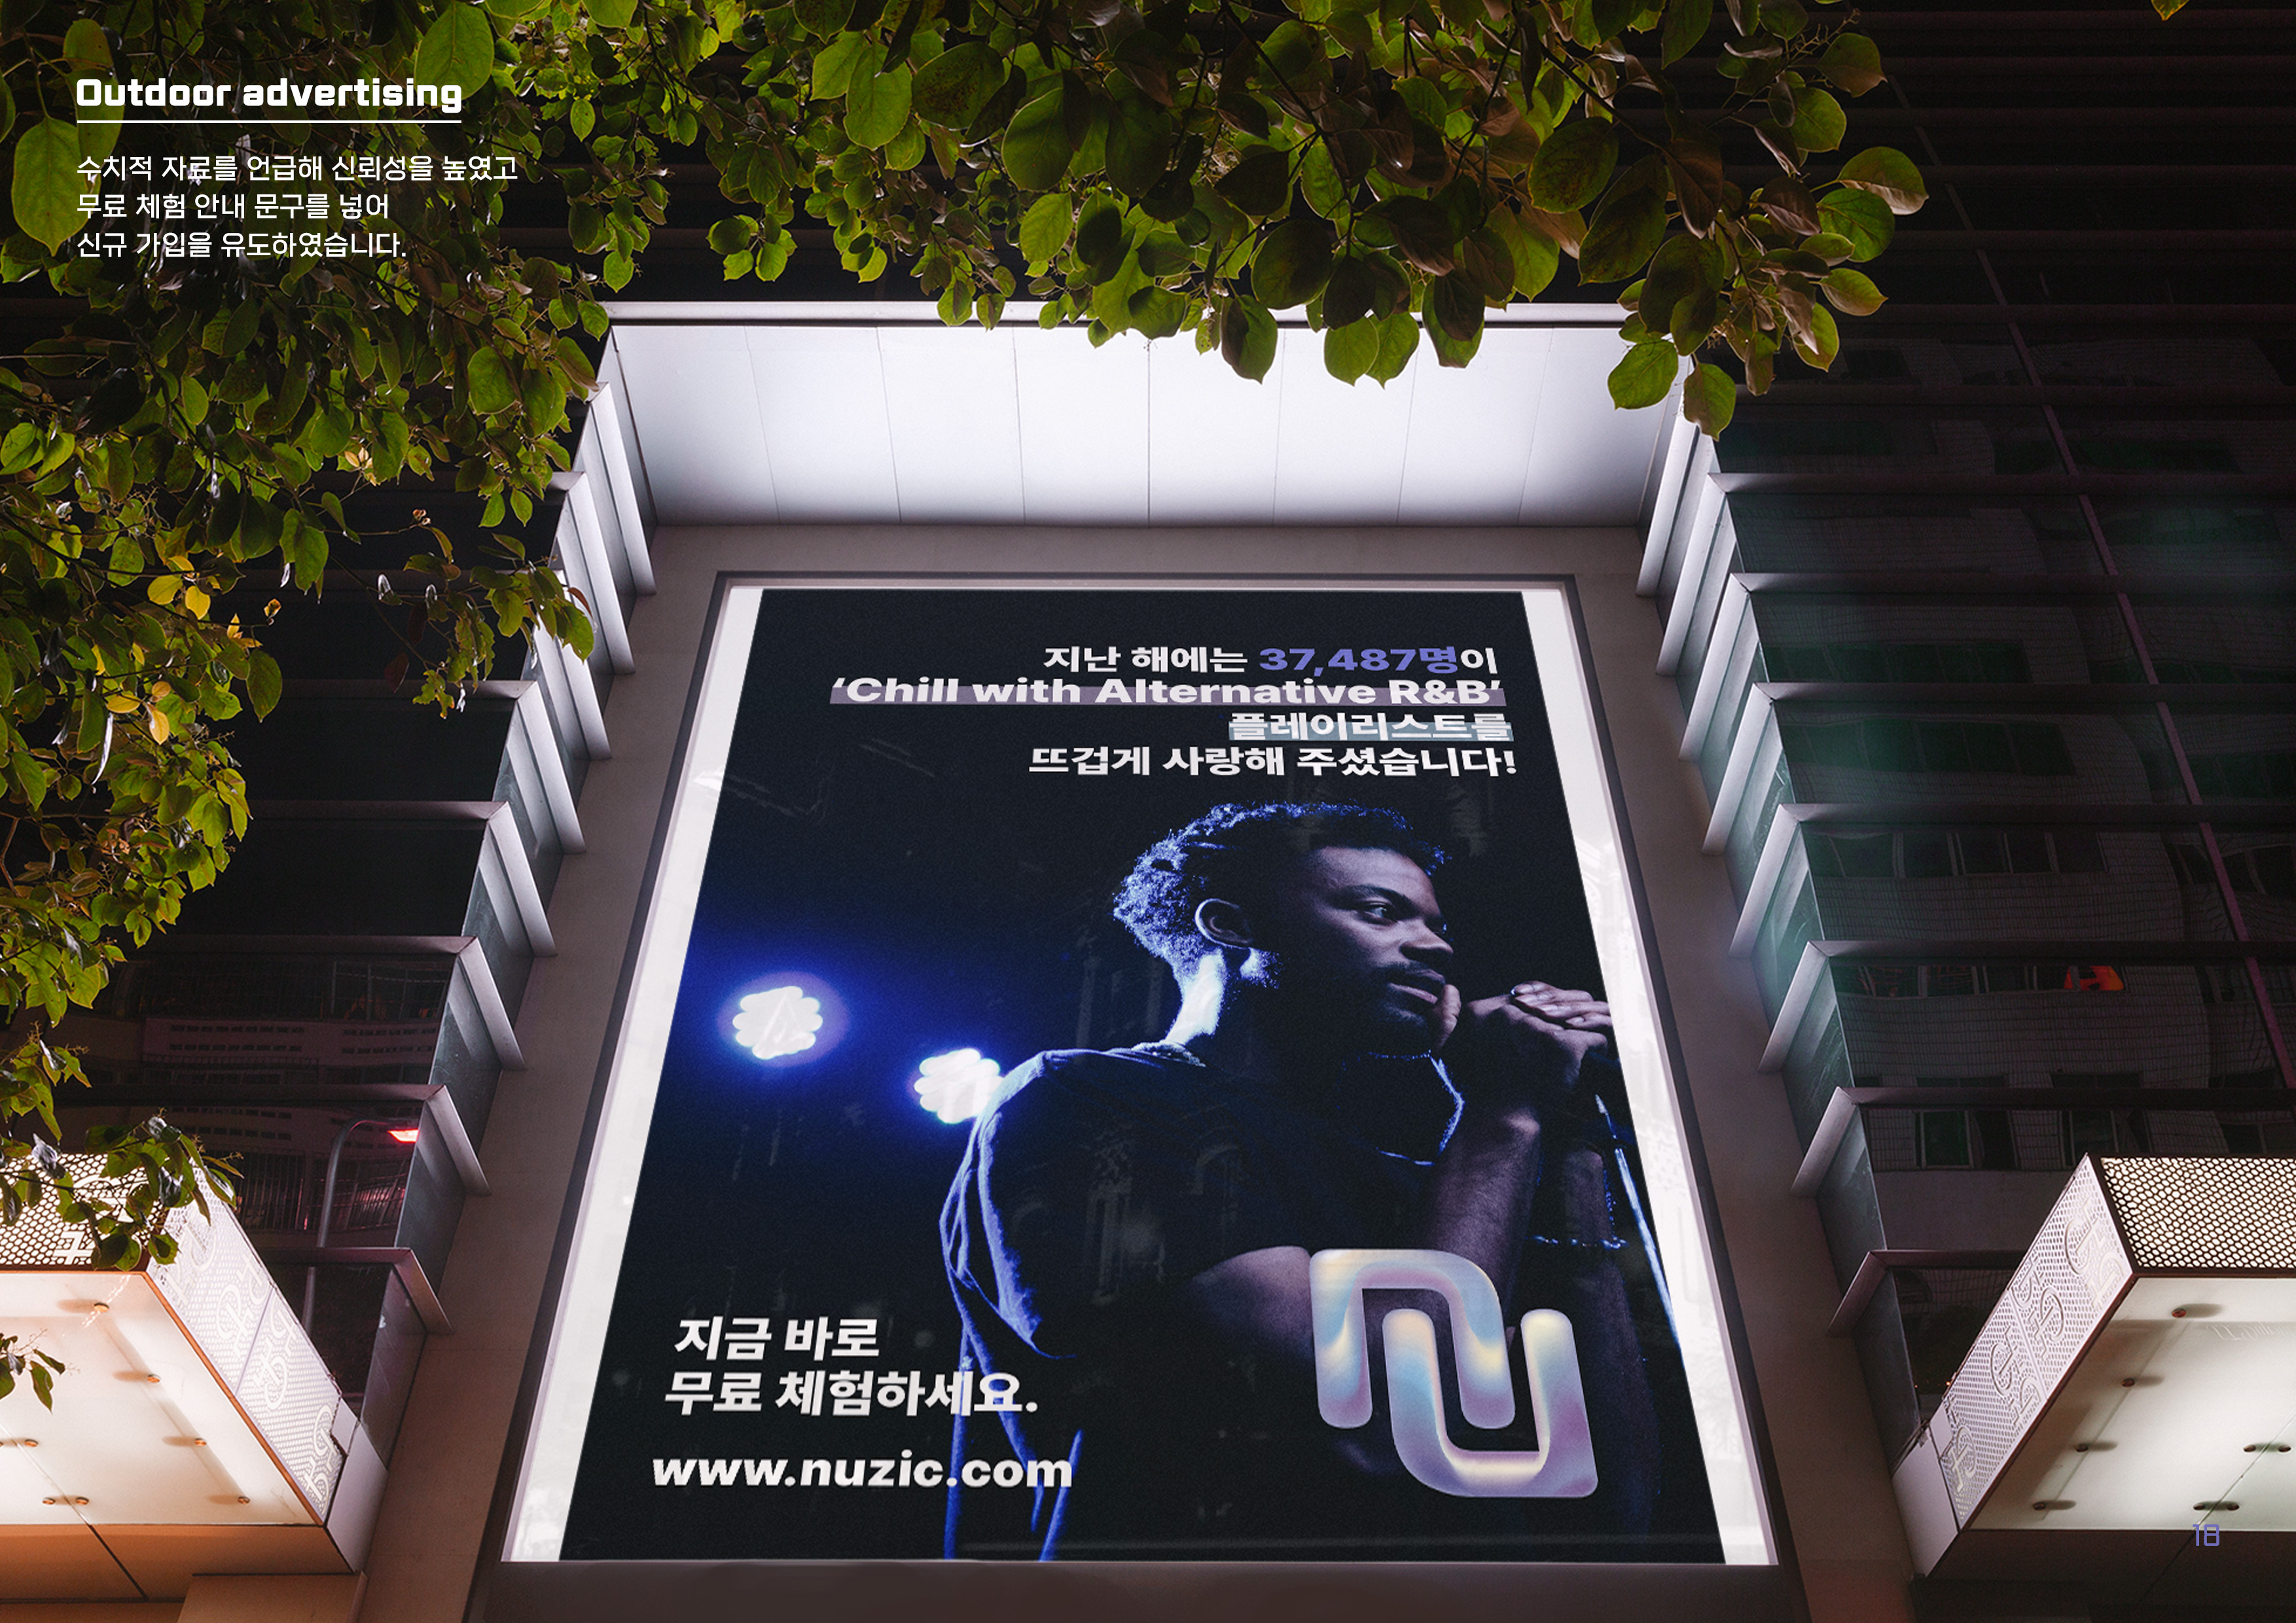 Outdoor advertising
수치적 자료를 언급해 신뢰성을 높였고
무료 체험 안내 문구를 넣어
신규 가입을 유도하였습니다.
지난 해에는 37,487명이
‘Chill with Alternative R&B’
플레이리스트를
뜨겁게 사랑해 주셨습니다!
지금 바로
무료 체험하세요.
www.nuzic.com
18